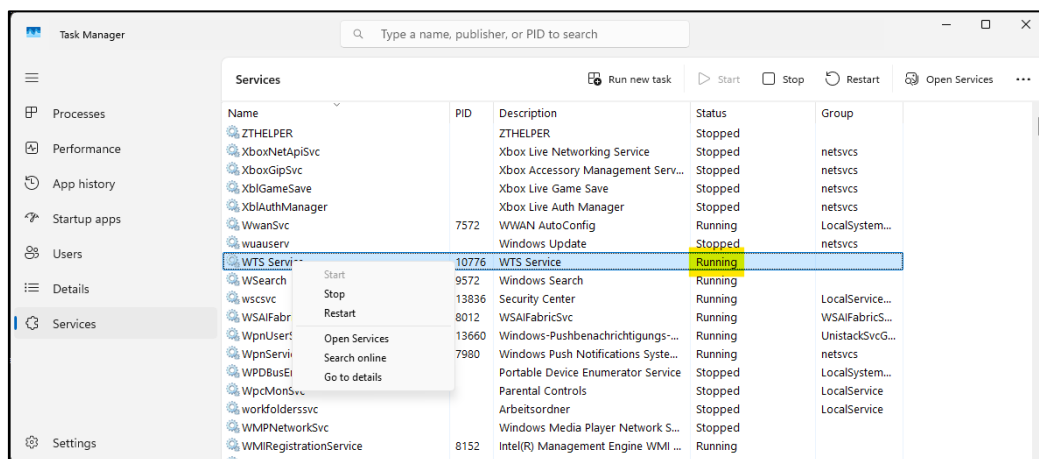 Task Manager
Type a name, publisher, or PID to search
Services Run new task Start Stop Restart Open Services ...
Processes
Performance
App history
Startup apps
Users
Details
Services
Settings
Name PID Description Status Group
ZTHELPER ZTHELPER Stopped
XboxNetApiSvc Xbox Live Networking Service Stopped netsvcs
XboxGipSvc Xbox Accessory Management Serv... Stopped netsvcs
XblGameSave Xbox Live Game Save Stopped netsvcs
XblAuthManager Xbox Live Auth Manager Stopped netsvcs
WwanSvc 7572 WWAN AutoConfig Running LocalSystem...
wuauserv Windows Update Stopped netsvcs
WTS 10776 WTS Service Running
WSearch 9572 Windows Search Running
wscsvc 13836 Security Center Running LocalService...
WSAIFabr 8012 WSAIFabricSvc Running WSAIFabricS...
WpnUserS 13660 Windows-Pushbenachrichtigungs-... Running UnistackSvcG...
WpnServi 7980 Windows Push Notifications Syste... Running netsvcs
WPDBusE Portable Device Enumerator Service Stopped LocalSystem...
WpcMonSvc Parental Controls Stopped LocalService
workfolderssvc Arbeitsordner Stopped LocalService
WMPNetworkSvc Windows Media Player Network S... Stopped
WMIRegistrationService 8152 Intel(R) Management Engine WMI ... Running
Start
Stop
Restart
Open Services
Search online
Go to details